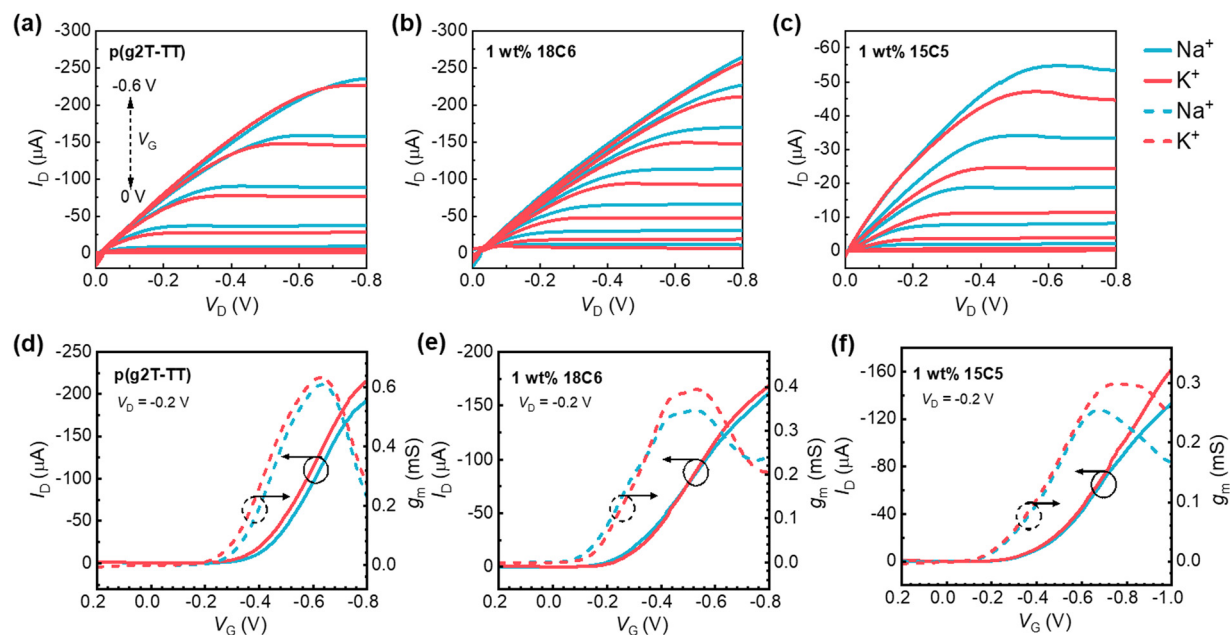 (a)
p(g2T-TT)
-300
-250
-200
-150
-100
-50
0
I_D (µA)
-0.6 V
V_G
0 V
0.0 -0.2 -0.4 -0.6 -0.8
V_D (V)
(b)
1 wt% 18C6
-300
-250
-200
-150
-100
-50
0
I_D (µA)
0.0 -0.2 -0.4 -0.6 -0.8
V_D (V)
(c)
1 wt% 15C5
-60
-50
-40
-30
-20
-10
0
I_D (µA)
0.0 -0.2 -0.4 -0.6 -0.8
V_D (V)
Na⁺
K⁺
Na⁺
K⁺
(d)
p(g2T-TT)
V_D = -0.2 V
-250
-200
-150
-100
-50
0
I_D (µA)
0.6
0.4
0.2
0.0
g_m (mS)
0.2 0.0 -0.2 -0.4 -0.6 -0.8
V_G (V)
(e)
1 wt% 18C6
V_D = -0.2 V
-200
-150
-100
-50
0
I_D (µA)
0.4
0.3
0.2
0.1
0.0
g_m (mS)
0.2 0.0 -0.2 -0.4 -0.6 -0.8
V_G (V)
(f)
1 wt% 15C5
V_D = -0.2 V
-160
-120
-80
-40
0
I_D (µA)
0.3
0.2
0.1
0.0
g_m (mS)
0.2 0.0 -0.2 -0.4 -0.6 -0.8 -1.0
V_G (V)